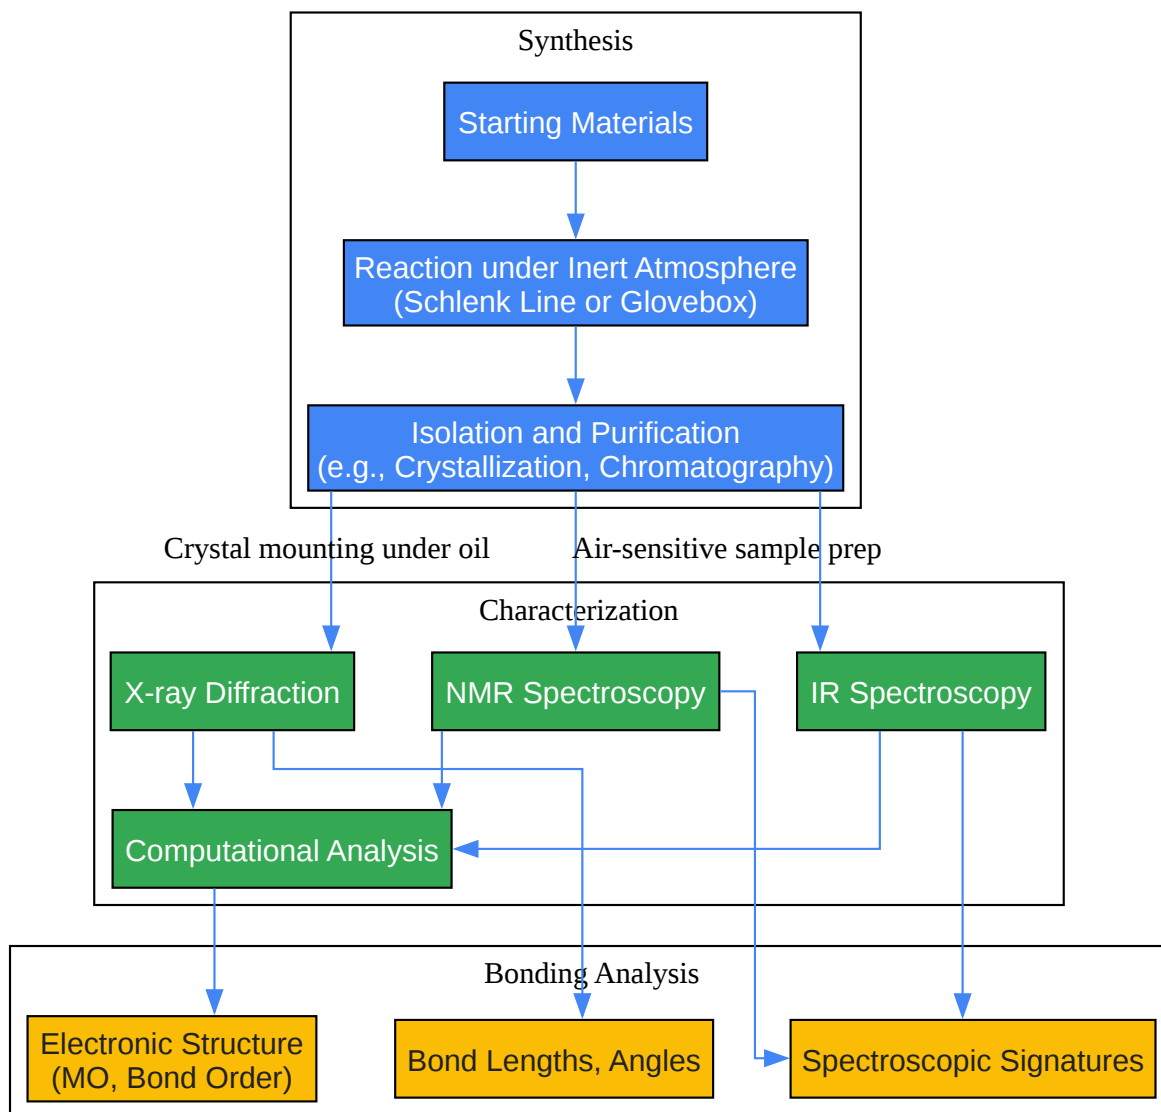 Synthesis
Starting Materials
Reaction under Inert Atmosphere
(Schlenk Line or Glovebox)
Isolation and Purification
(e.g., Crystallization, Chromatography)
Crystal mounting under oil
Air-sensitive sample prep
Characterization
X-ray Diffraction
NMR Spectroscopy
IR Spectroscopy
Computational Analysis
Bonding Analysis
Electronic Structure
(MO, Bond Order)
Bond Lengths, Angles
Spectroscopic Signatures